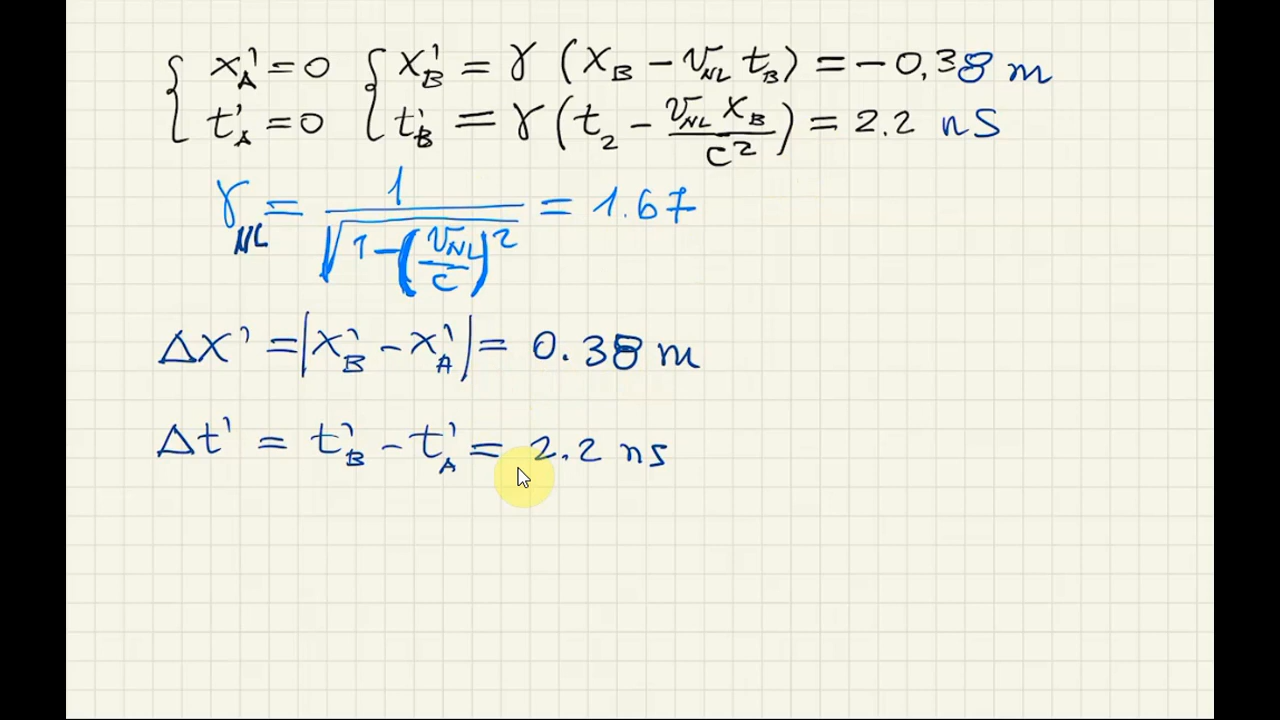 { x'_A = 0 { x'_B = γ (x_B - v_NL t_B) = -0,38 m
t'_A = 0 t'_B = γ (t_2 - v_NL x_B / c²) = 2.2 nS
γ_NL = 1 / √(1 - (v_NL / c)²) = 1.67
Δx' = |x'_B - x'_A| = 0.38 m
Δt' = t'_B - t'_A = 2.2 ns